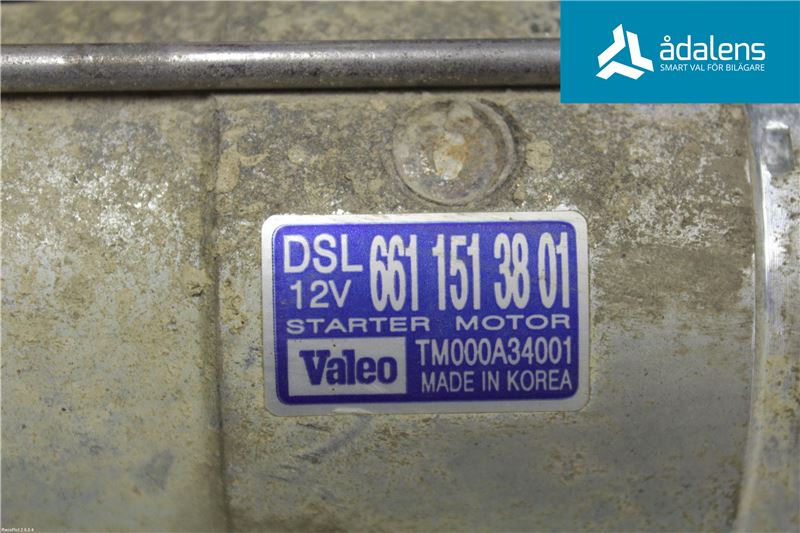 ådalens
SMART VAL FÖR BILÄGARE
DSL 661 151 38 01
12V
STARTER MOTOR
Valeo TM000A34001
MADE IN KOREA